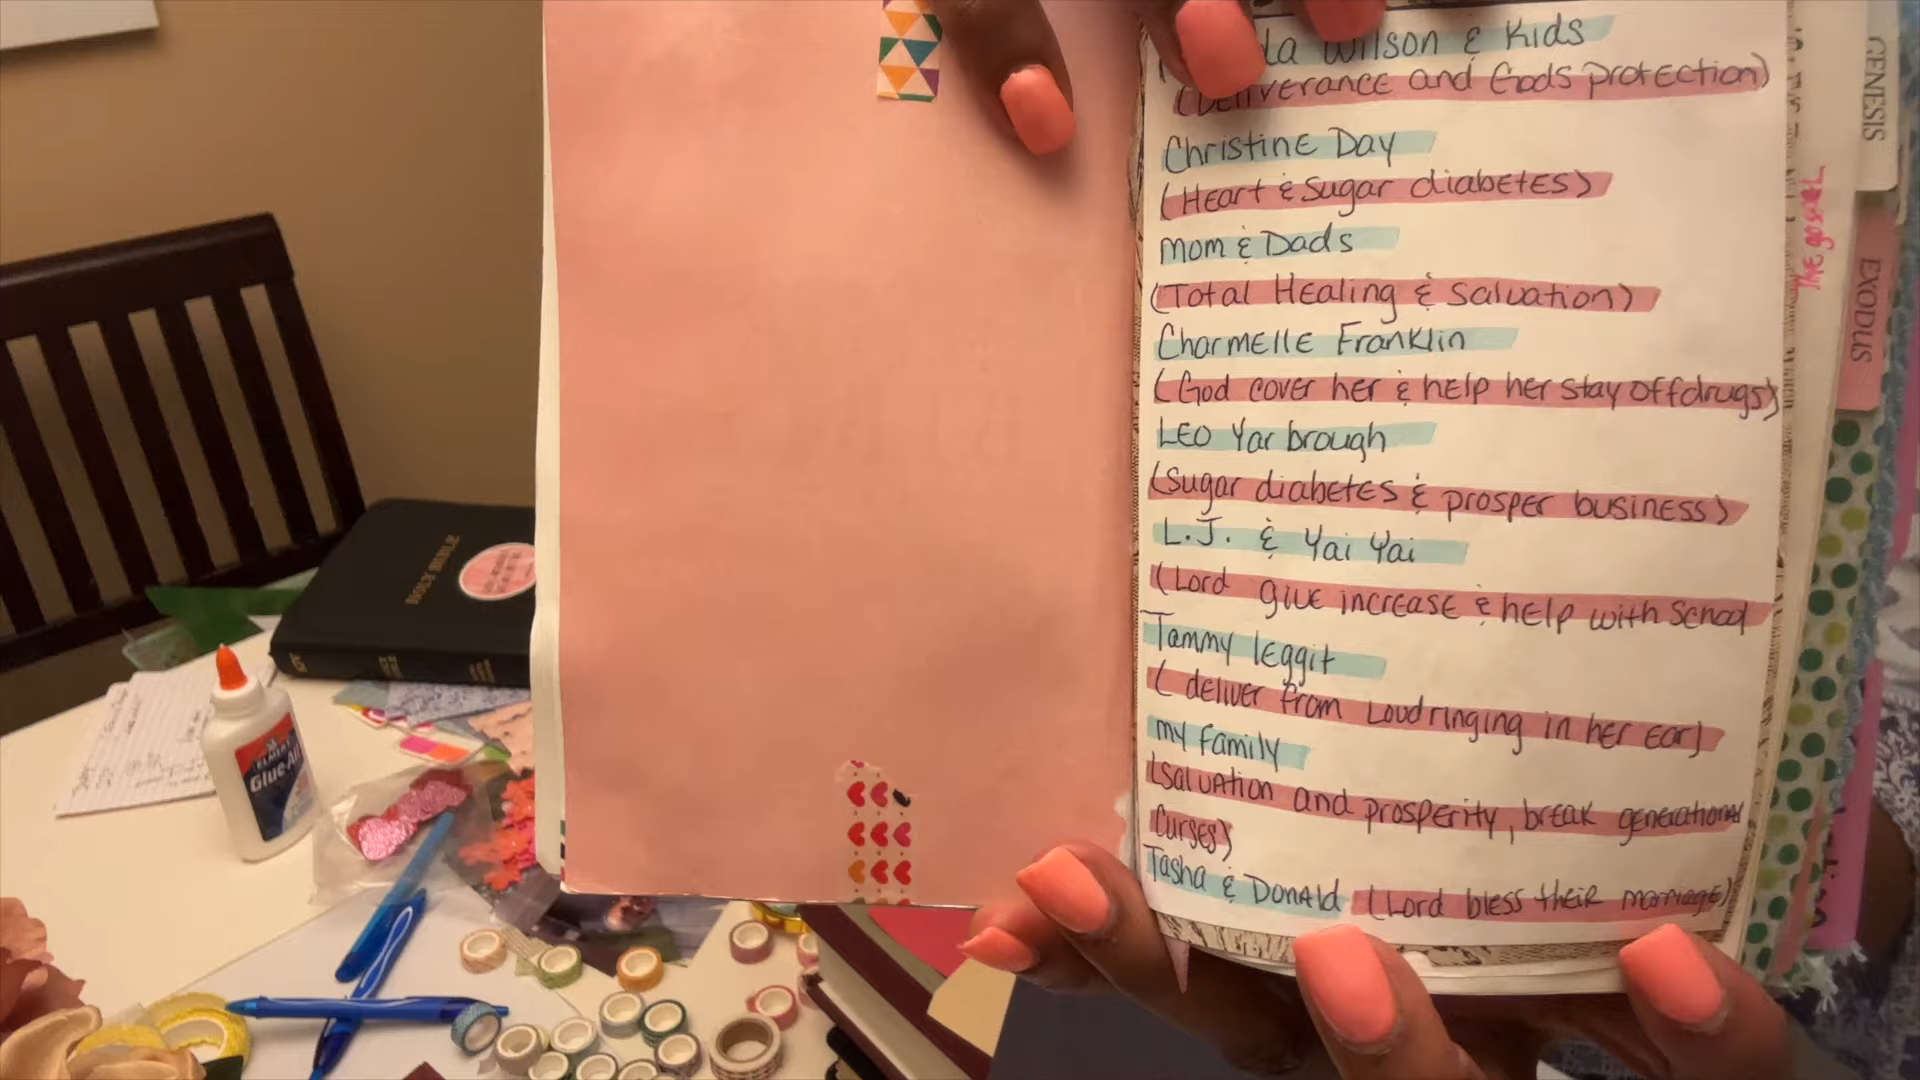 Wilson & Kids
and Gods protection)
Christine Day
(Heart & Sugar diabetes)
Mom & Dads
(Total Healing & Salvation)
Charmelle Franklin
(God cover her & help her stay off drugs)
Leo Yarbrough
(Sugar diabetes & prosper business)
L.J. & Yai Yai
(Lord give increase & help with School
Tammy Leggit
(deliver from Loud ringing in her ear)
my family
(Salvation and prosperity, break generational
Curses)
Tasha & Donald (Lord bless their marriage)
GENESIS
EXODUS
The gospel
HOLY BIBLE
KJV
ELMER'S
Glue-All